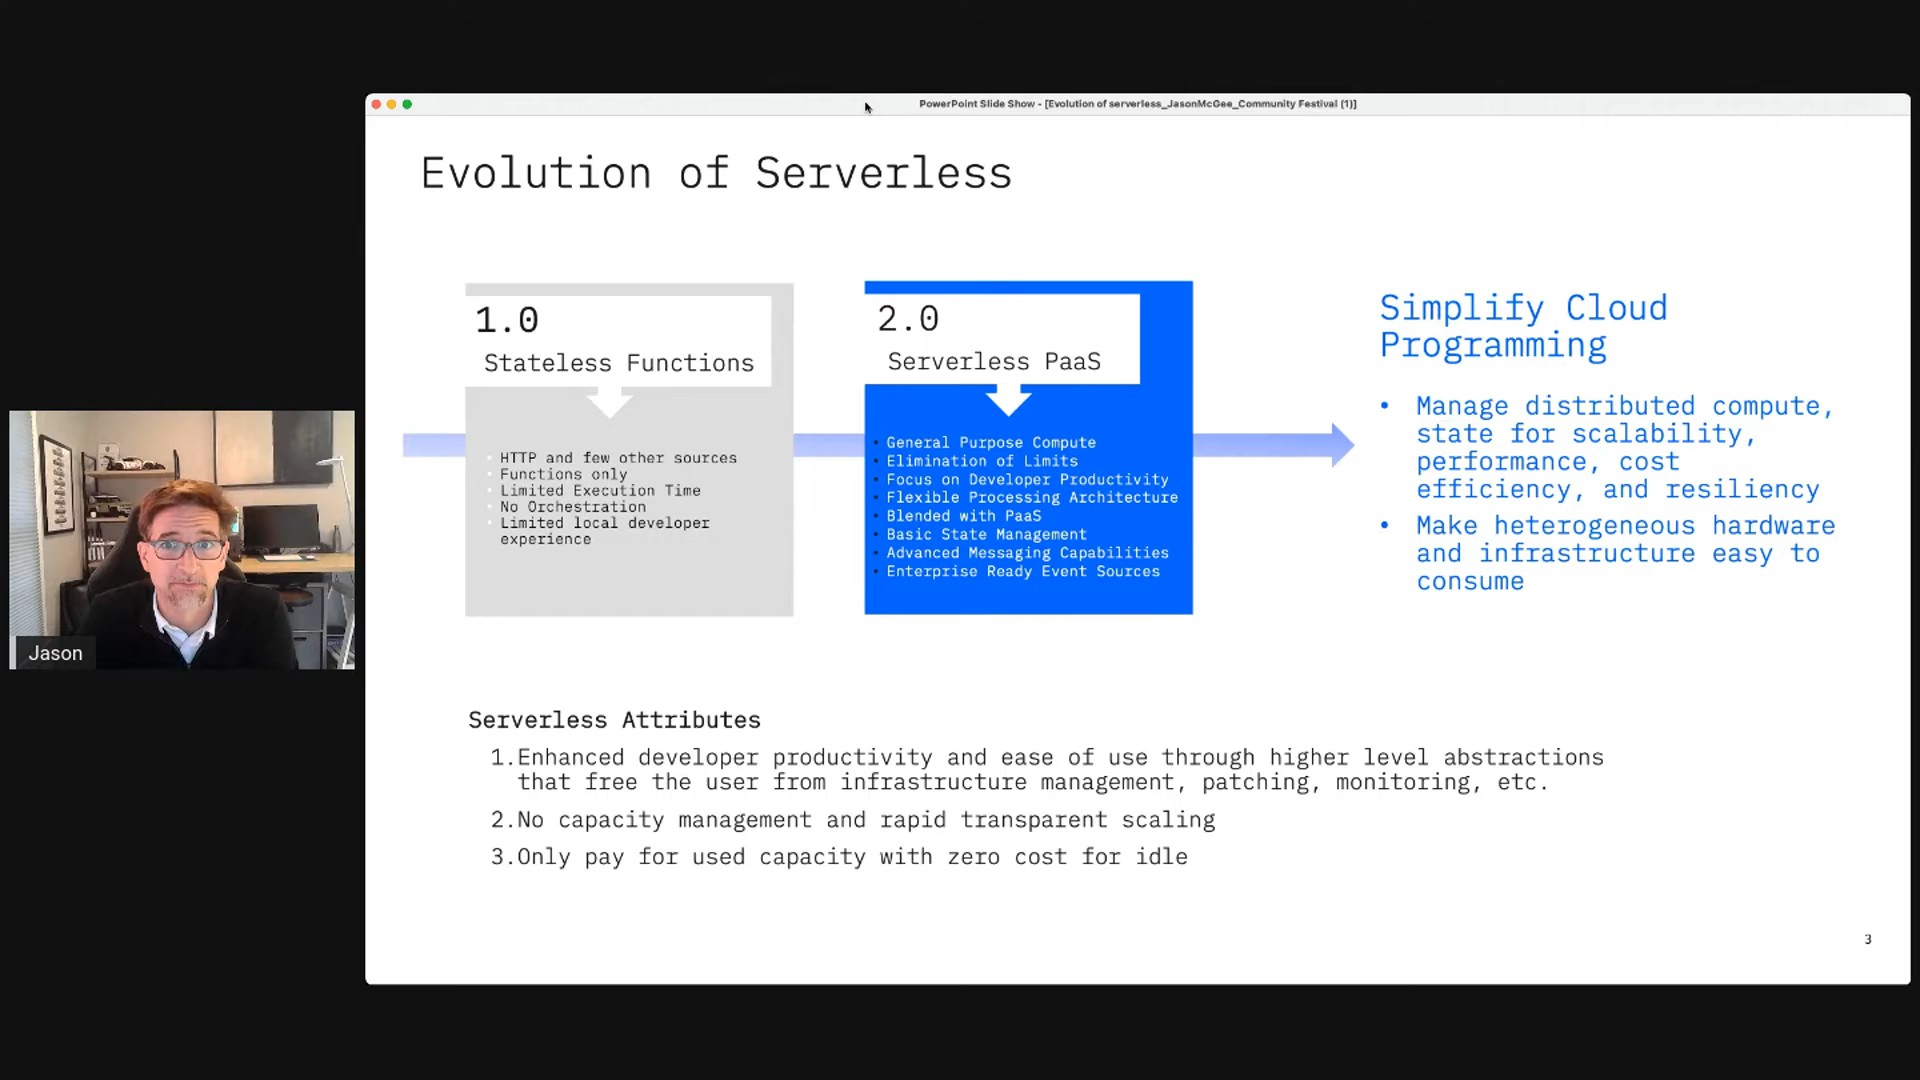 PowerPoint Slide Show - [Evolution of serverless_JasonMcGee_Community Festival (1)]
Evolution of Serverless
1.0
Stateless Functions
• HTTP and few other sources
• Functions only
• Limited Execution Time
• No Orchestration
• Limited local developer
experience
2.0
Serverless PaaS
• General Purpose Compute
• Elimination of Limits
• Focus on Developer Productivity
• Flexible Processing Architecture
• Blended with PaaS
• Basic State Management
• Advanced Messaging Capabilities
• Enterprise Ready Event Sources
Simplify Cloud
Programming
• Manage distributed compute,
state for scalability,
performance, cost
efficiency, and resiliency
• Make heterogeneous hardware
and infrastructure easy to
consume
Jason
Serverless Attributes
1.Enhanced developer productivity and ease of use through higher level abstractions
that free the user from infrastructure management, patching, monitoring, etc.
2.No capacity management and rapid transparent scaling
3.Only pay for used capacity with zero cost for idle
3